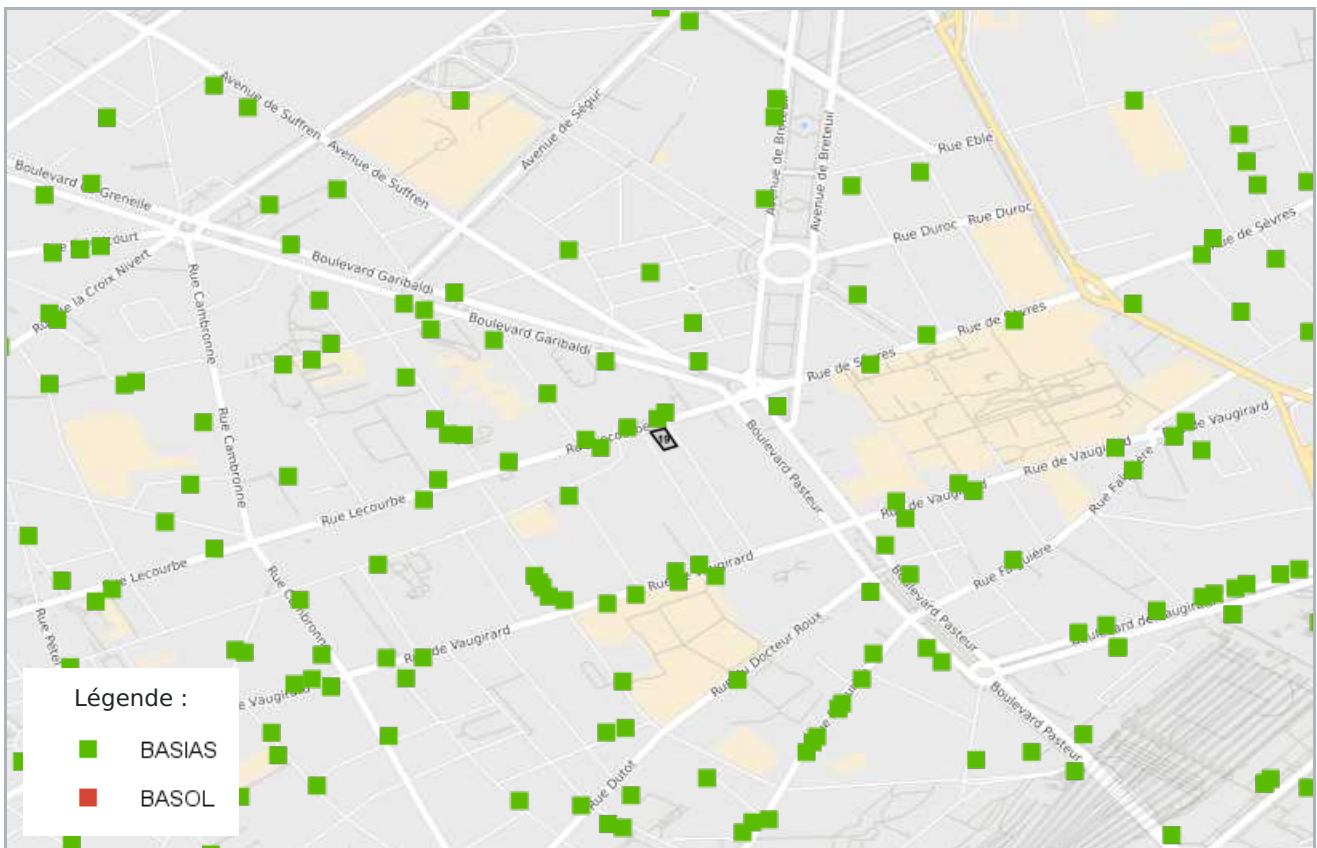 Avenue de Suffren
Avenue de Suffren
Avenue de Ségur
Avenue de Breteuil
Avenue de Breteuil
Rue Eblé
Rue Duroc
Rue Duroc
Rue de Sèvres
Boulevard de Grenelle
Rue de la Croix Nivert
Rue Cambronne
Boulevard Garibaldi
Boulevard Garibaldi
Rue de Sèvres
Rue de Sèvres
Rue Cambronne
Rue Lecourbe
19
Boulevard Pasteur
Rue de Vaugirard
Rue de Vaugirard
Rue Falguière
Rue Lecourbe
Rue de Vaugirard
Rue Lecourbe
Rue Cambronne
Rue de Vaugirard
Rue Falguière
Boulevard Pasteur
Boulevard de Vaugirard
Rue de Vaugirard
Rue du Docteur Roux
Boulevard Pasteur
Rue Dutot
Légende :
BASIAS
BASOL